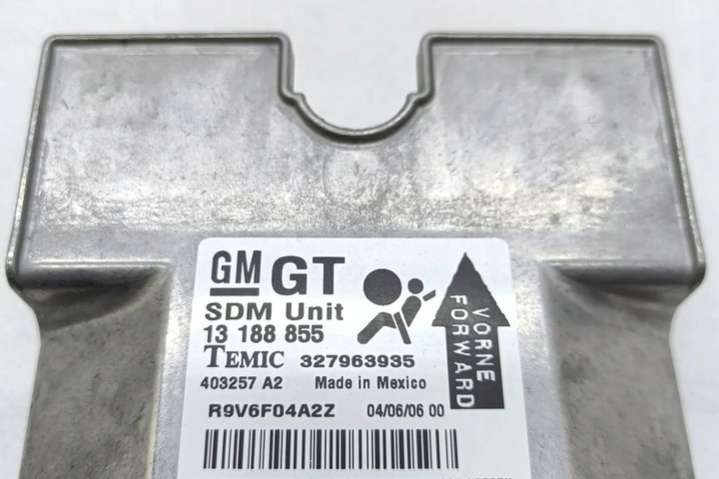 GM GT
SDM Unit
13 188 855
TEMIC 327963935
403257 A2 Made in Mexico
R9V6F04A2Z 04/06/06 00
VORNE
FORWARD